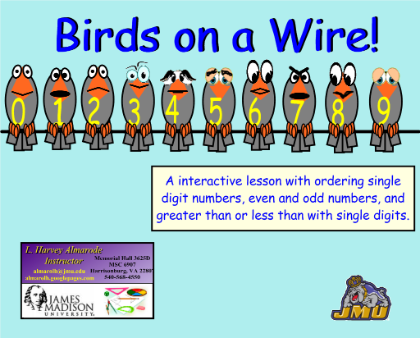 Birds on a Wire!
0 1 2 3 4 5 6 7 8 9
A interactive lesson with ordering single
digit numbers, even and odd numbers, and
greater than or less than with single digits.
L. Harvey Almarode
Instructor
Memorial Hall 3625D
MSC 6907
Harrisonburg, VA 22807
almarodh@jmu.edu
540-568-4550
almarodh.googlepages.com
JAMES
MADISON
UNIVERSITY.
JMU